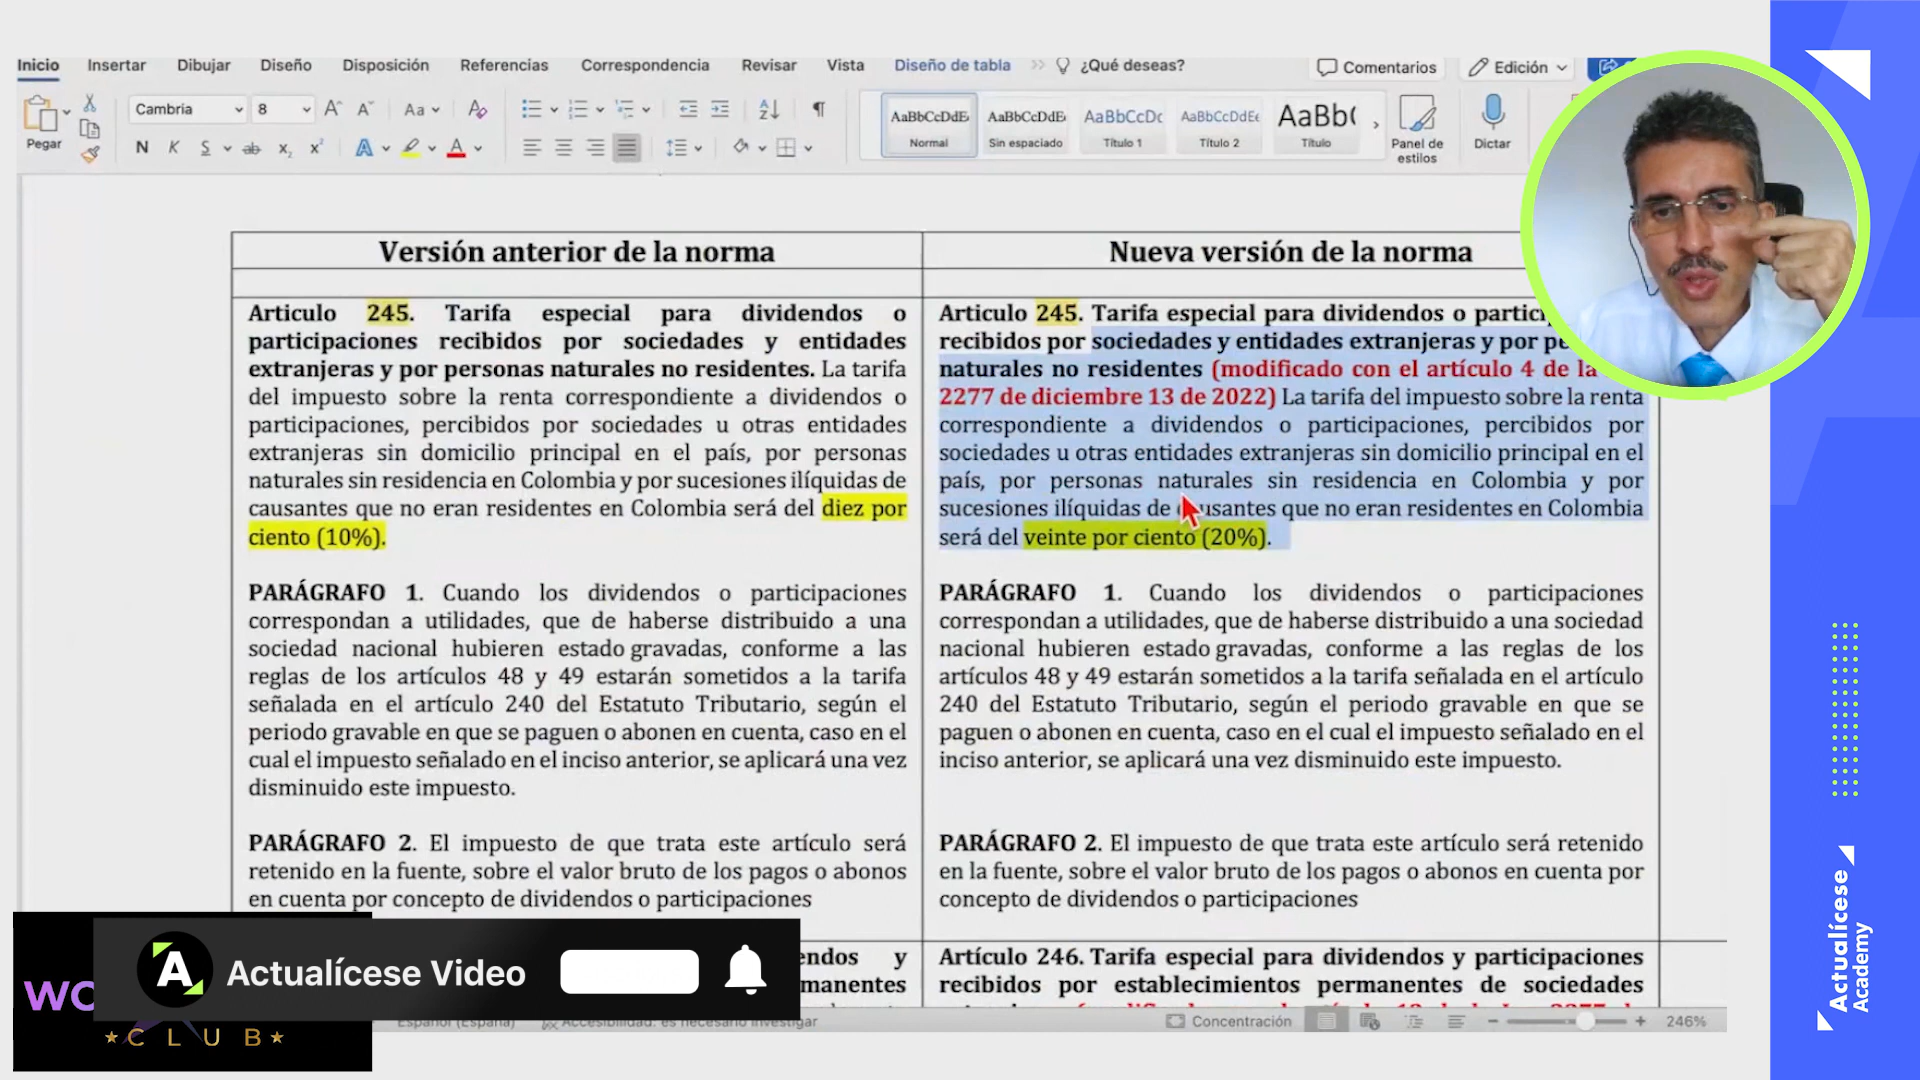 Inicio Insertar Dibujar Diseño Disposición Referencias Correspondencia Revisar Vista Diseño de tabla ¿Qué deseas? Comentarios Edición
Pegar
Cambria 8 Aa
N K S ab x₂ x² A A
AaBbCcDdE AaBbCcDdE AaBbCcDc AaBbCcDdEe AaBb(
Normal Sin espaciado Título 1 Título 2 Título
Panel de estilos
Dictar
Versión anterior de la norma
Articulo 245. Tarifa especial para dividendos o
participaciones recibidos por sociedades y entidades
extranjeras y por personas naturales no residentes. La tarifa
del impuesto sobre la renta correspondiente a dividendos o
participaciones, percibidos por sociedades u otras entidades
extranjeras sin domicilio principal en el país, por personas
naturales sin residencia en Colombia y por sucesiones ilíquidas de
causantes que no eran residentes en Colombia será del diez por
ciento (10%).
PARÁGRAFO 1. Cuando los dividendos o participaciones
correspondan a utilidades, que de haberse distribuido a una
sociedad nacional hubieren estado gravadas, conforme a las
reglas de los artículos 48 y 49 estarán sometidos a la tarifa
señalada en el artículo 240 del Estatuto Tributario, según el
periodo gravable en que se paguen o abonen en cuenta, caso en el
cual el impuesto señalado en el inciso anterior, se aplicará una vez
disminuido este impuesto.
PARÁGRAFO 2. El impuesto de que trata este artículo será
retenido en la fuente, sobre el valor bruto de los pagos o abonos
en cuenta por concepto de dividendos o participaciones
Nueva versión de la norma
Articulo 245. Tarifa especial para dividendos o partici
recibidos por sociedades y entidades extranjeras y por pe
naturales no residentes (modificado con el artículo 4 de la
2277 de diciembre 13 de 2022) La tarifa del impuesto sobre la renta
correspondiente a dividendos o participaciones, percibidos por
sociedades u otras entidades extranjeras sin domicilio principal en el
país, por personas naturales sin residencia en Colombia y por
sucesiones ilíquidas de causantes que no eran residentes en Colombia
será del veinte por ciento (20%).
PARÁGRAFO 1. Cuando los dividendos o participaciones
correspondan a utilidades, que de haberse distribuido a una sociedad
nacional hubieren estado gravadas, conforme a las reglas de los
artículos 48 y 49 estarán sometidos a la tarifa señalada en el artículo
240 del Estatuto Tributario, según el periodo gravable en que se
paguen o abonen en cuenta, caso en el cual el impuesto señalado en el
inciso anterior, se aplicará una vez disminuido este impuesto.
PARÁGRAFO 2. El impuesto de que trata este artículo será retenido
en la fuente, sobre el valor bruto de los pagos o abonos en cuenta por
concepto de dividendos o participaciones
endos y
manentes
Artículo 246. Tarifa especial para dividendos y participaciones
recibidos por establecimientos permanentes de sociedades
Actualícese Video
WO
CLUB
Español (España) Accesibilidad: es necesario investigar
Concentración 246%
Actualícese
Academy